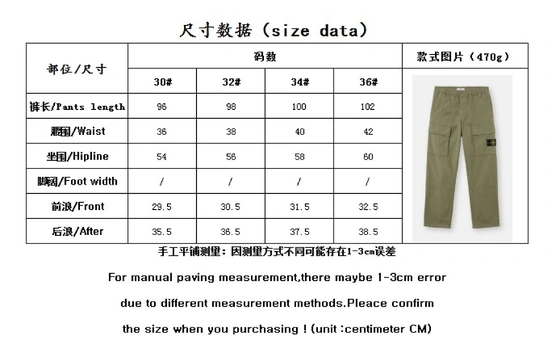 尺寸数据（size data）
部位/尺寸 码数 款式图片（470g）
30# 32# 34# 36#
裤长/Pants length 96 98 100 102
腰围/Waist 36 38 40 42
坐围/Hipline 54 56 58 60
脚阔/Foot width / / / /
前浪/Front 29.5 30.5 31.5 32.5
后浪/After 35.5 36.5 37.5 38.5
手工平铺测量：因测量方式不同可能存在1-3cm误差
For manual paving measurement,there maybe 1-3cm error
due to different measurement methods.Pleace confirm
the size when you purchasing！(unit :centimeter CM)